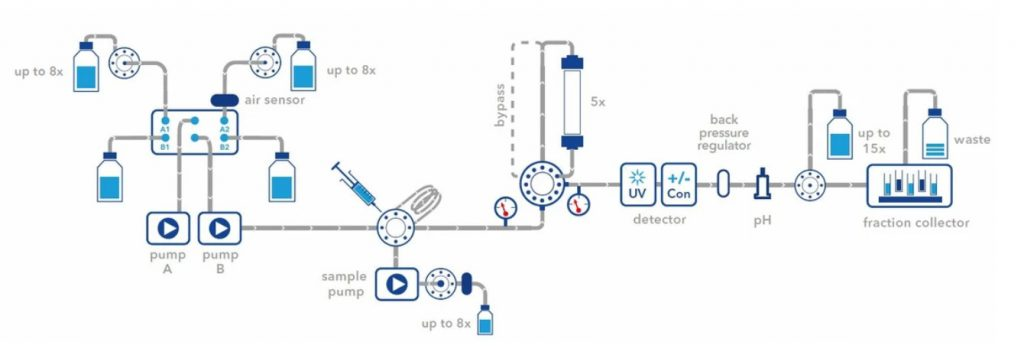 up to 8x
up to 8x
air sensor
A1
A2
B1
B2
bypass
5x
back
pressure
regulator
up to
15x
waste
UV
+/-
Con
detector
pH
fraction collector
pump
A
pump
B
sample
pump
up to 8x